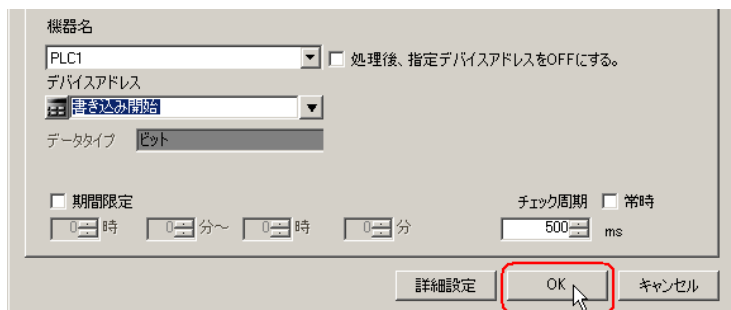 機器名
PLC1 処理後、指定デバイスアドレスをOFFにする。
デバイスアドレス
書き込み開始
データタイプ ビット
期間限定 チェック周期 常時
0 時 0 分～ 0 時 0 分 500 ms
詳細設定 OK キャンセル